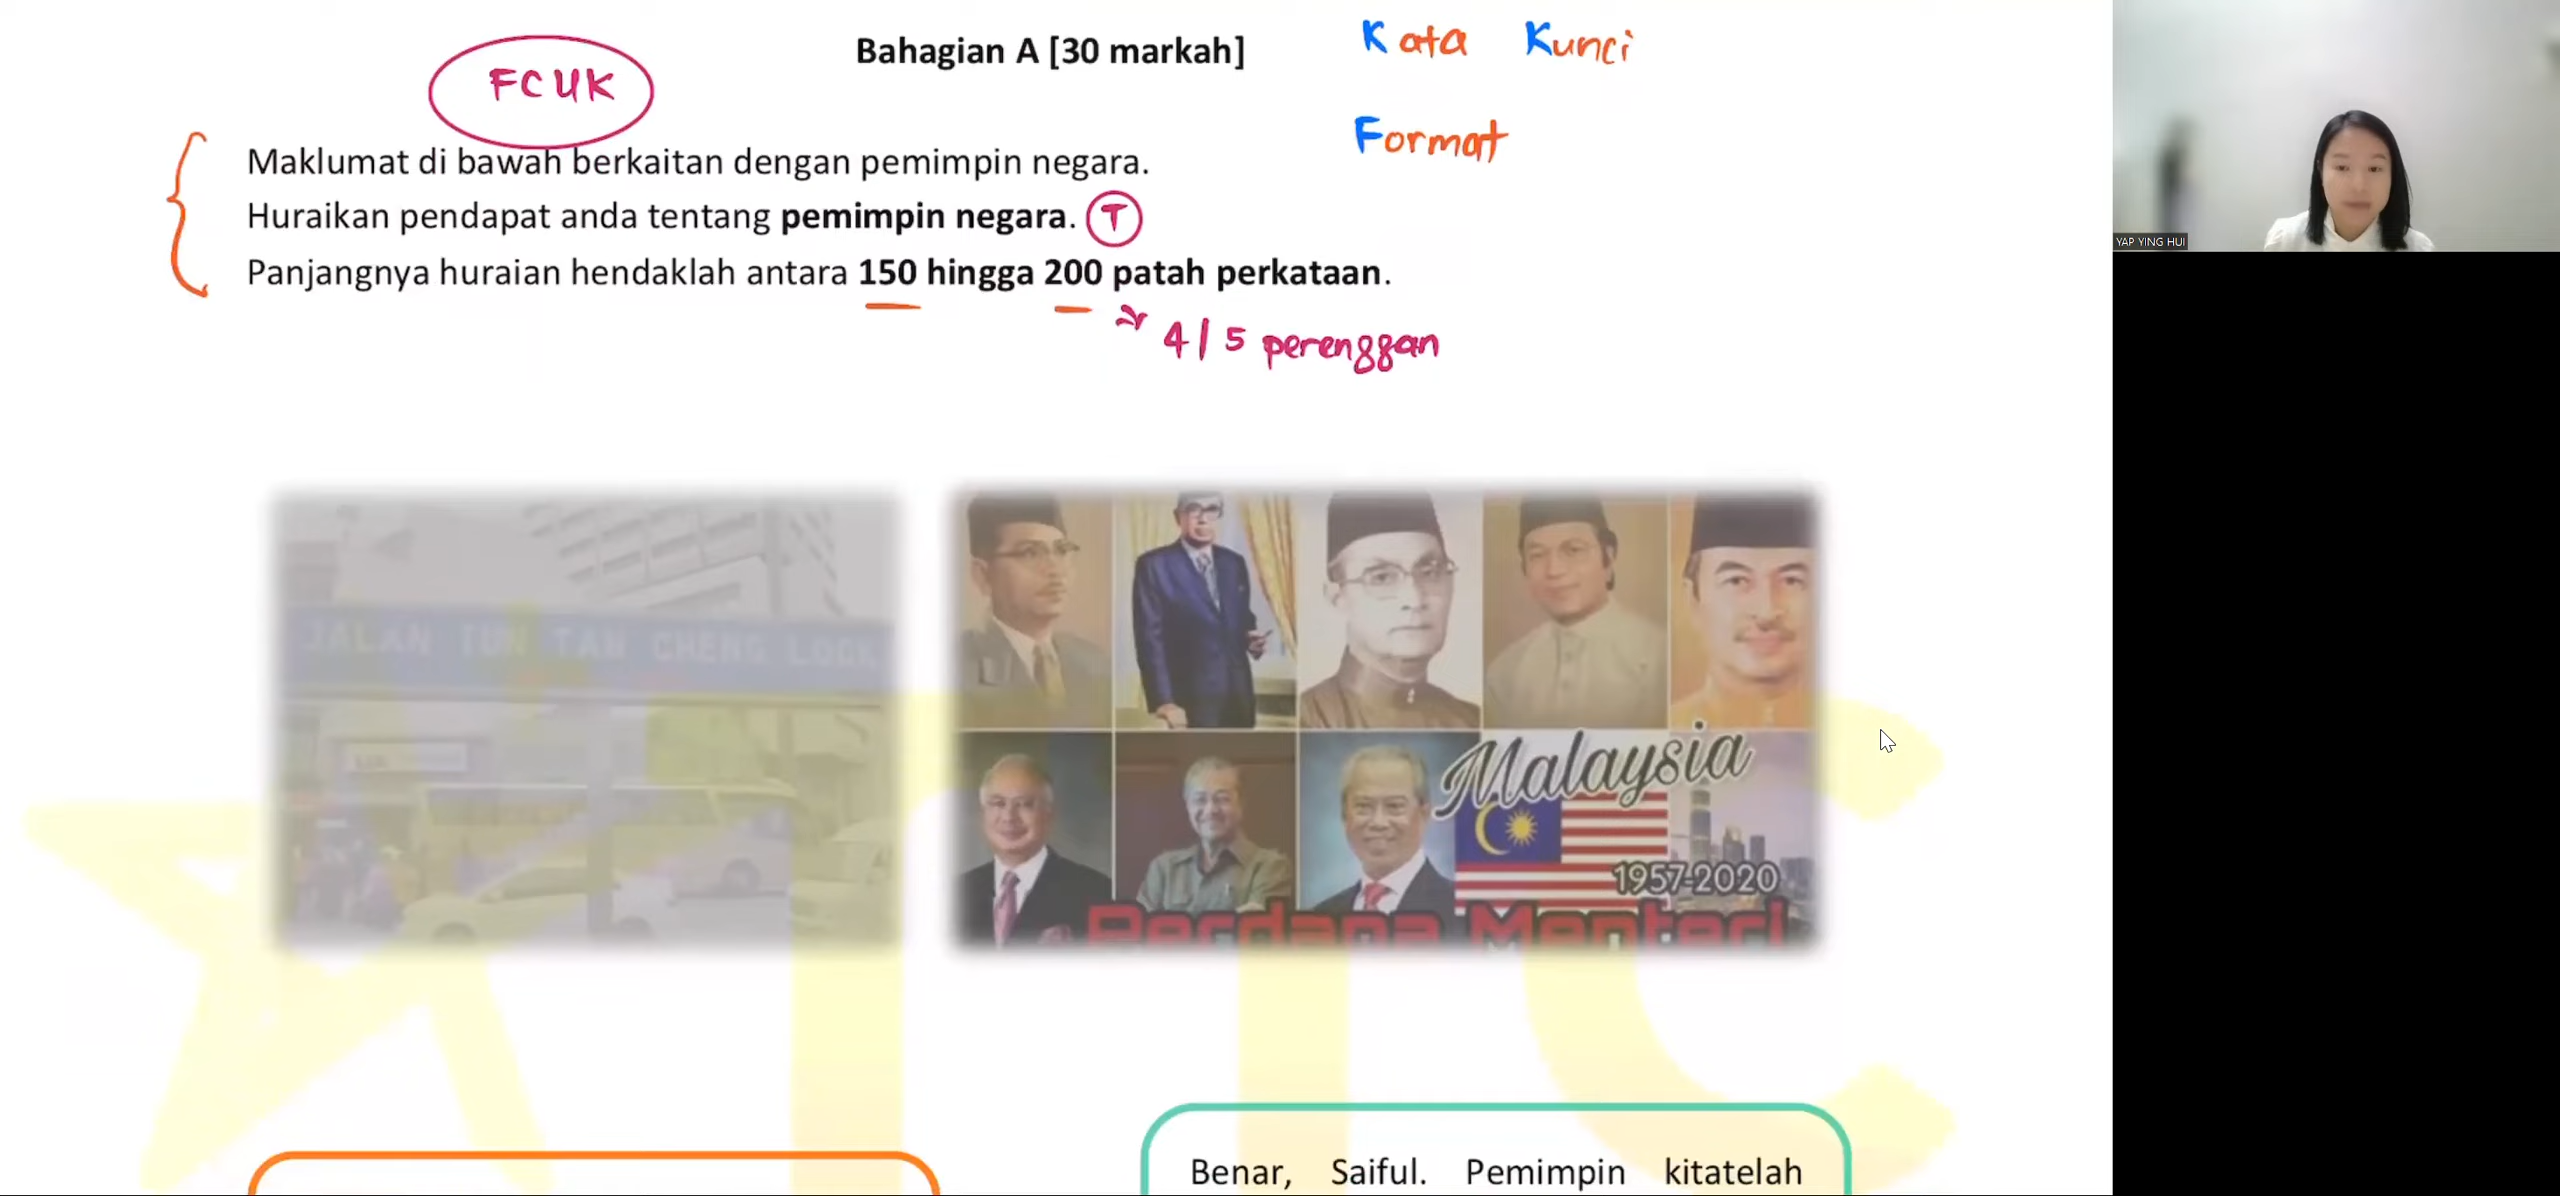 Bahagian A [30 markah]
Kata Kunci
FCUK
Format
Maklumat di bawah berkaitan dengan pemimpin negara.
Huraikan pendapat anda tentang pemimpin negara. T
Panjangnya huraian hendaklah antara 150 hingga 200 patah perkataan.
4/5 perenggan
JALAN TUN TAN CHENG LOCK
Malaysia
1957-2020
Perdana Menteri
Benar, Saiful. Pemimpin kitatelah
YAP YING HUI